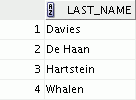 LAST_NAME
1 Davies
2 De Haan
3 Hartstein
4 Whalen